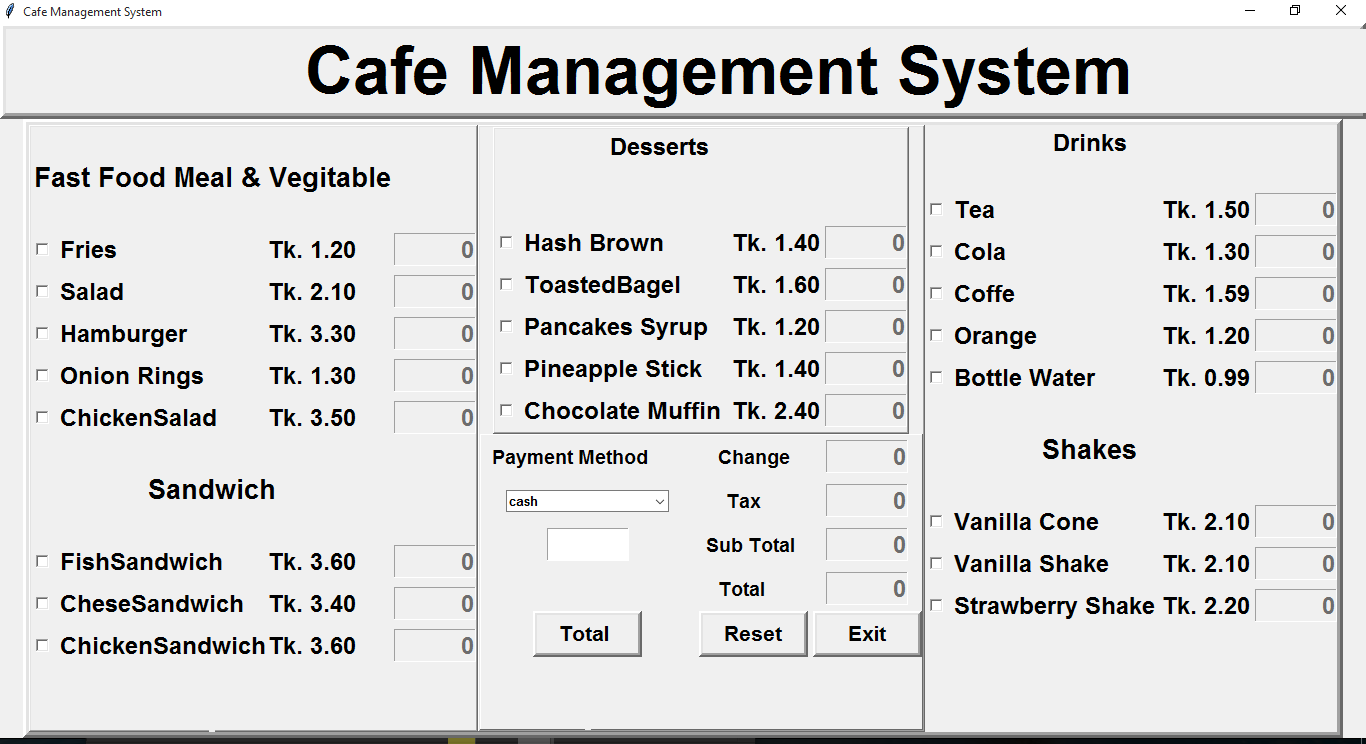 Cafe Management System
Cafe Management System
Fast Food Meal & Vegitable
Fries Tk. 1.20 0
Salad Tk. 2.10 0
Hamburger Tk. 3.30 0
Onion Rings Tk. 1.30 0
ChickenSalad Tk. 3.50 0
Sandwich
FishSandwich Tk. 3.60 0
CheseSandwich Tk. 3.40 0
ChickenSandwich Tk. 3.60 0
Desserts
Hash Brown Tk. 1.40 0
ToastedBagel Tk. 1.60 0
Pancakes Syrup Tk. 1.20 0
Pineapple Stick Tk. 1.40 0
Chocolate Muffin Tk. 2.40 0
Payment Method Change 0
cash Tax 0
Sub Total 0
Total 0
Total Reset Exit
Drinks
Tea Tk. 1.50 0
Cola Tk. 1.30 0
Coffe Tk. 1.59 0
Orange Tk. 1.20 0
Bottle Water Tk. 0.99 0
Shakes
Vanilla Cone Tk. 2.10 0
Vanilla Shake Tk. 2.10 0
Strawberry Shake Tk. 2.20 0